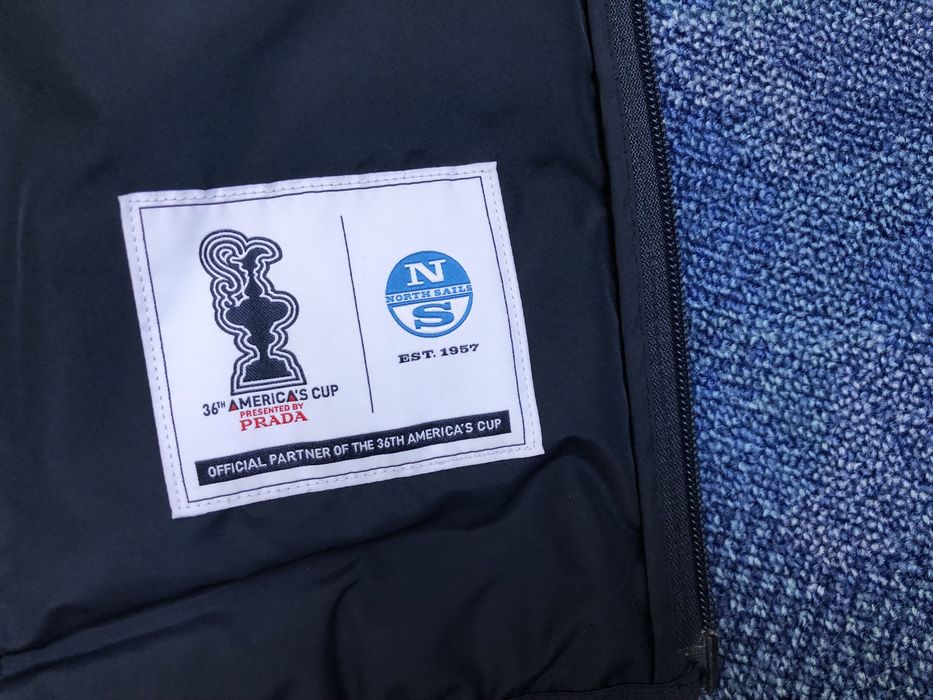 36TH AMERICA'S CUP
PRESENTED BY
PRADA
N
NORTH SAILS
S
EST. 1957
OFFICIAL PARTNER OF THE 36TH AMERICA'S CUP